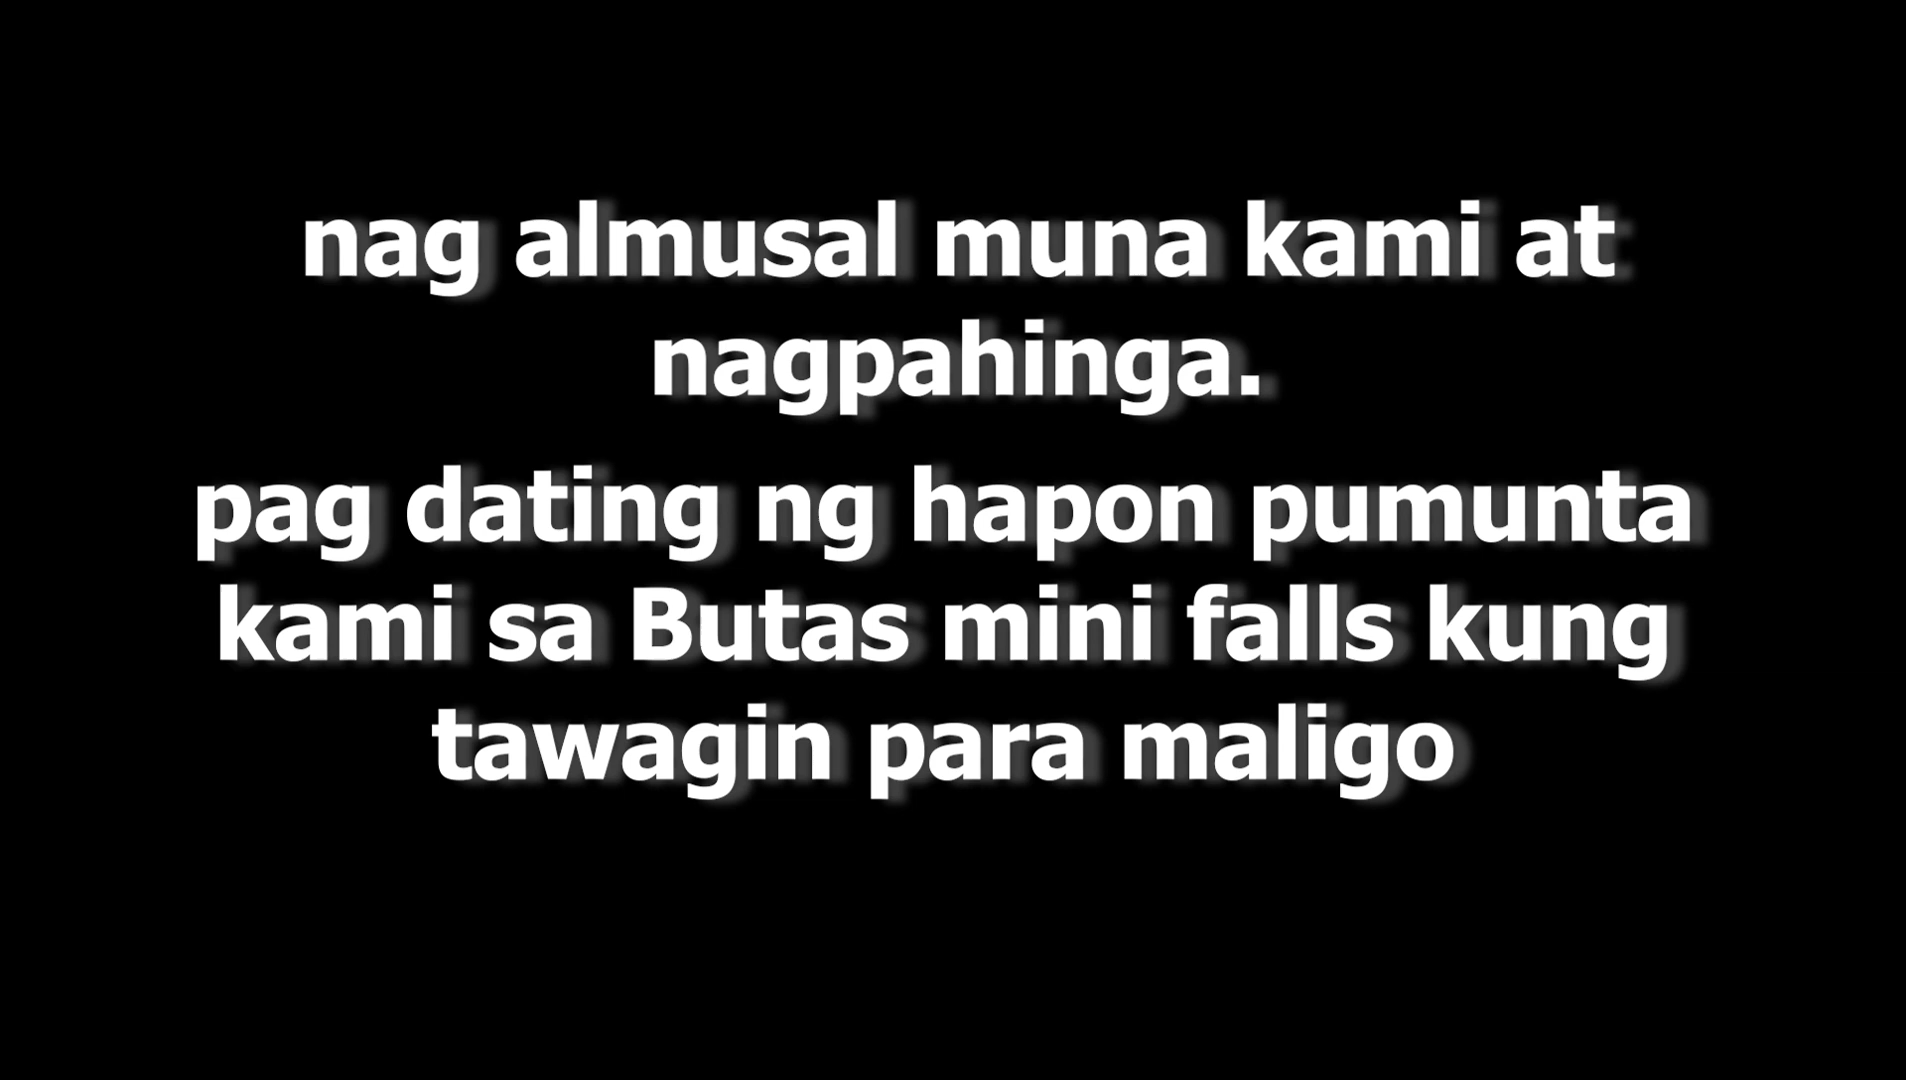 nag almusal muna kami at
nagpahinga.
pag dating ng hapon pumunta
kami sa Butas mini falls kung
tawagin para maligo